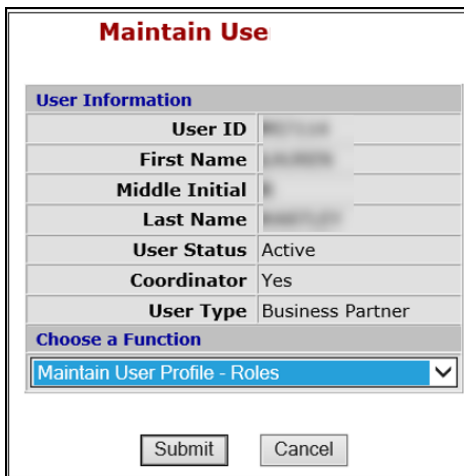 Maintain Use
User Information
User ID
First Name
Middle Initial
Last Name
User Status Active
Coordinator Yes
User Type Business Partner
Choose a Function
Maintain User Profile - Roles
Submit Cancel